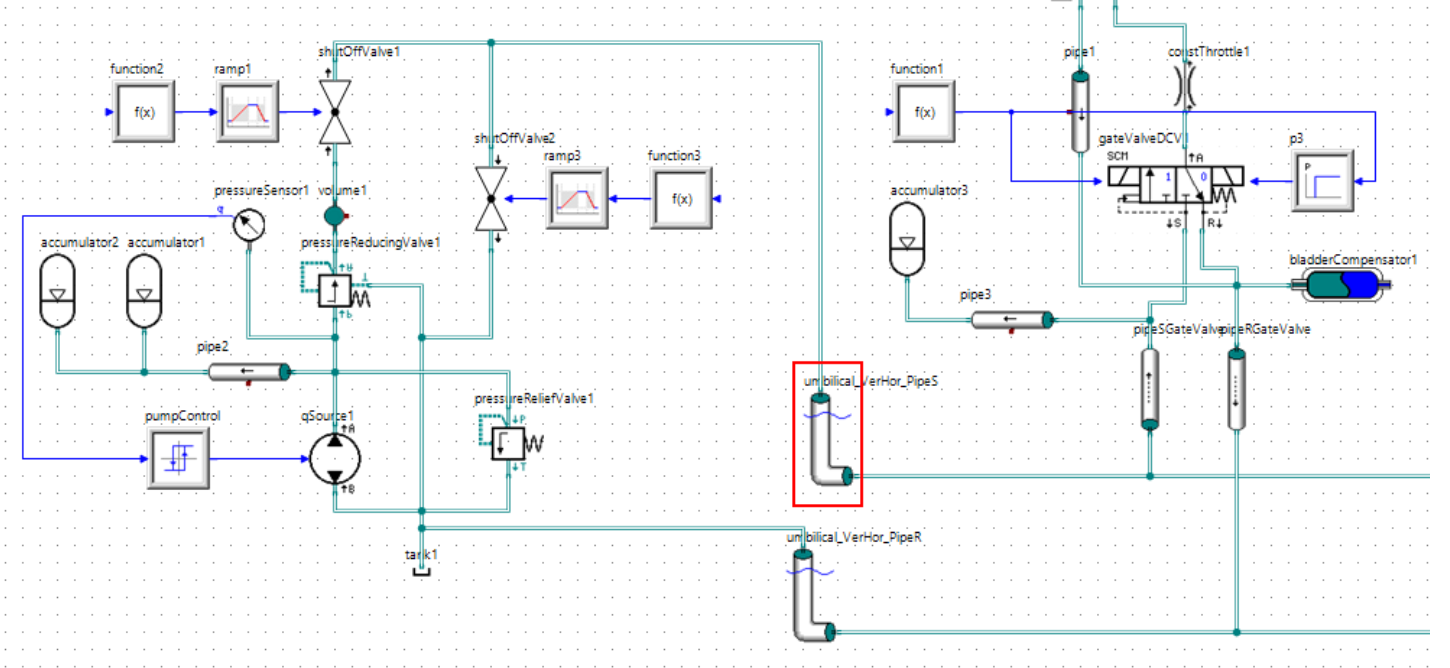 shutOffValve1
function2
ramp1
f(x)
shutOffValve2
ramp3
function3
f(x)
pressureSensor1
volume1
q
accumulator2
accumulator1
pressureReducingValve1
pipe2
pumpControl
qSource1
A
B
pressureReliefValve1
P
T
tank1
umbilical_VerHor_PipeS
umbilical_VerHor_PipeR
pipe1
constThrottle1
function1
f(x)
gateValveDCV1
SCM
A
1
0
S
R
p3
P
accumulator3
bladderCompensator1
pipe3
pipeSGateValve
pipeRGateValve